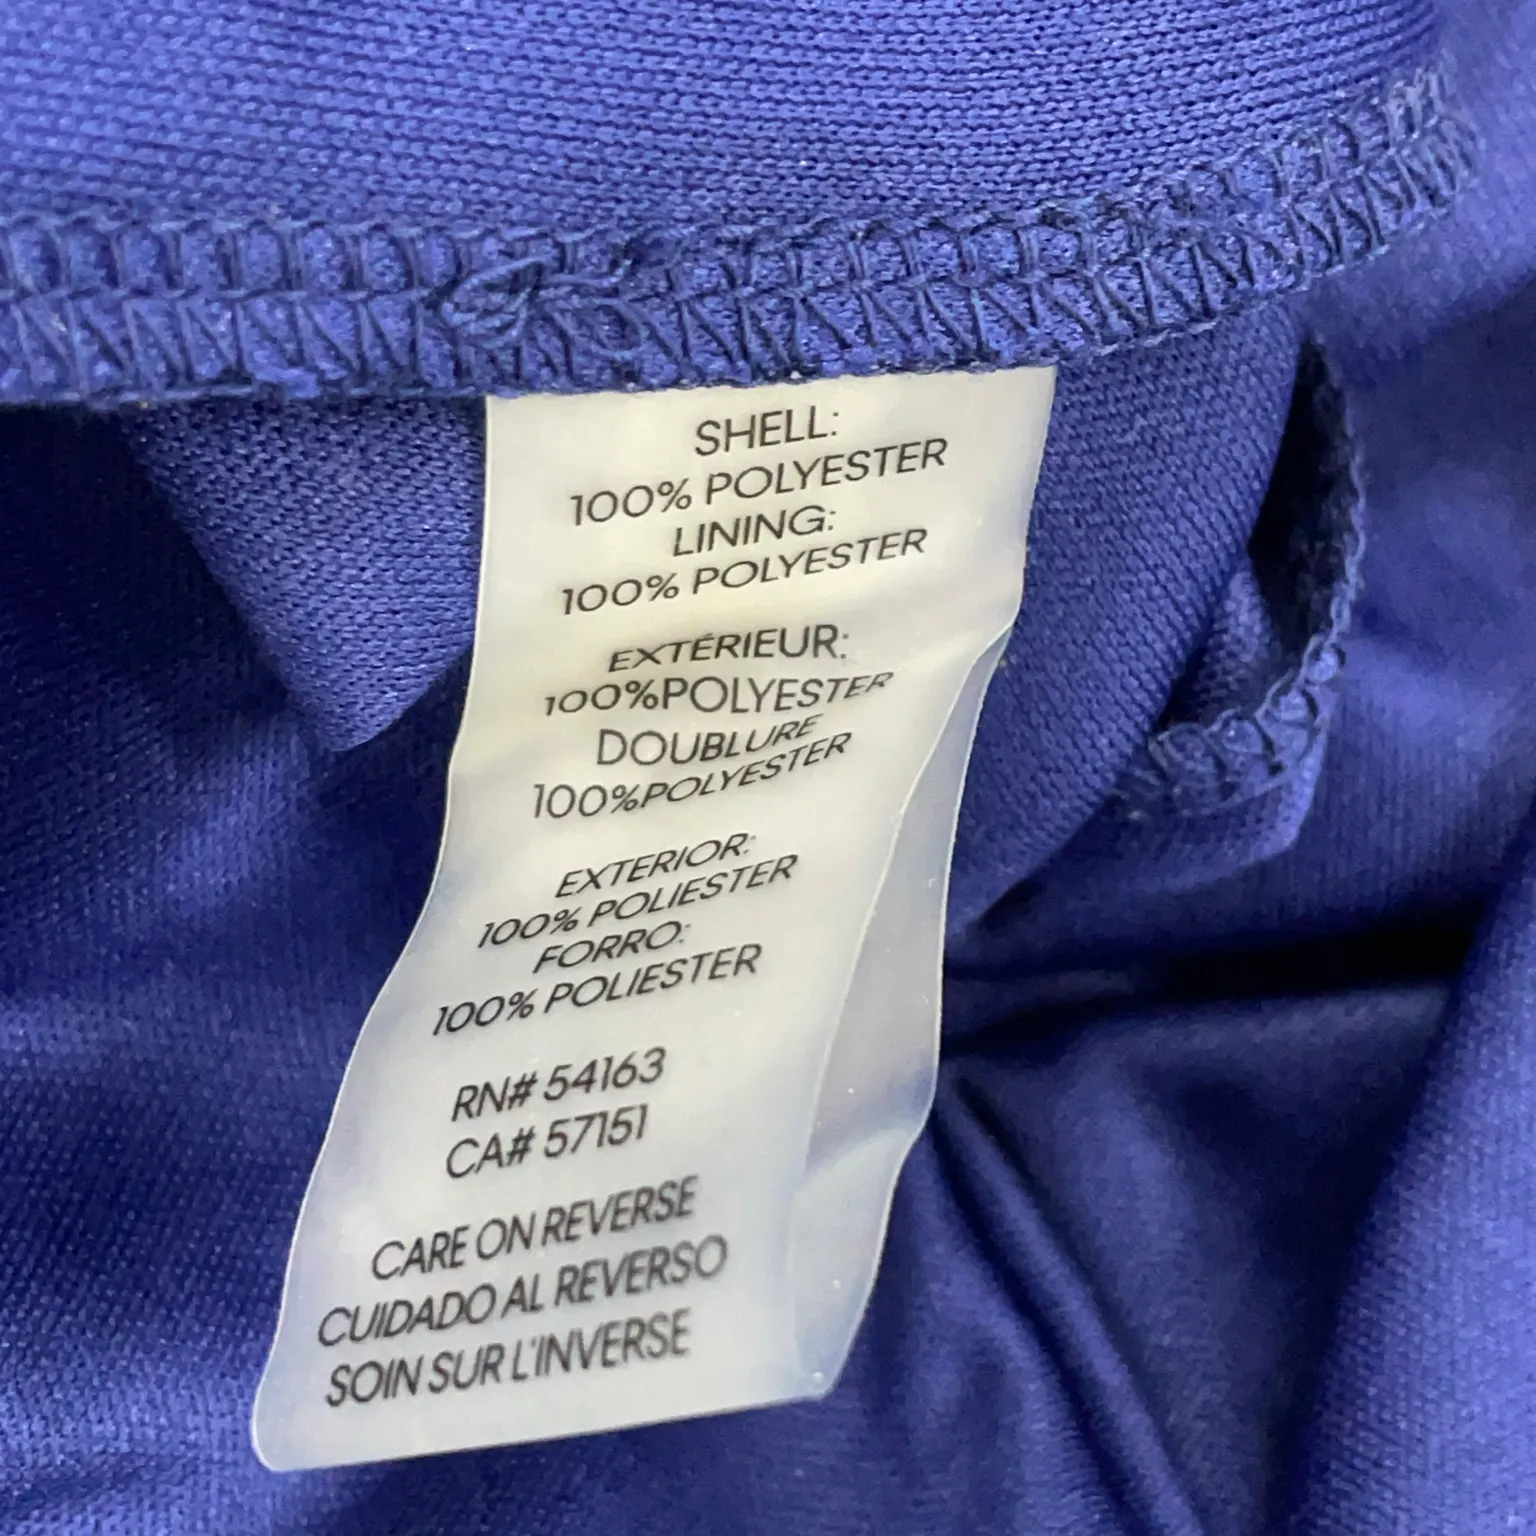 SHELL:
100% POLYESTER
LINING:
100% POLYESTER
EXTÉRIEUR:
100%POLYESTER
DOUBLURE
100%POLYESTER
EXTERIOR:
100% POLIESTER
FORRO:
100% POLIESTER
RN# 54163
CA# 57151
CARE ON REVERSE
CUIDADO AL REVERSO
SOIN SUR L'INVERSE